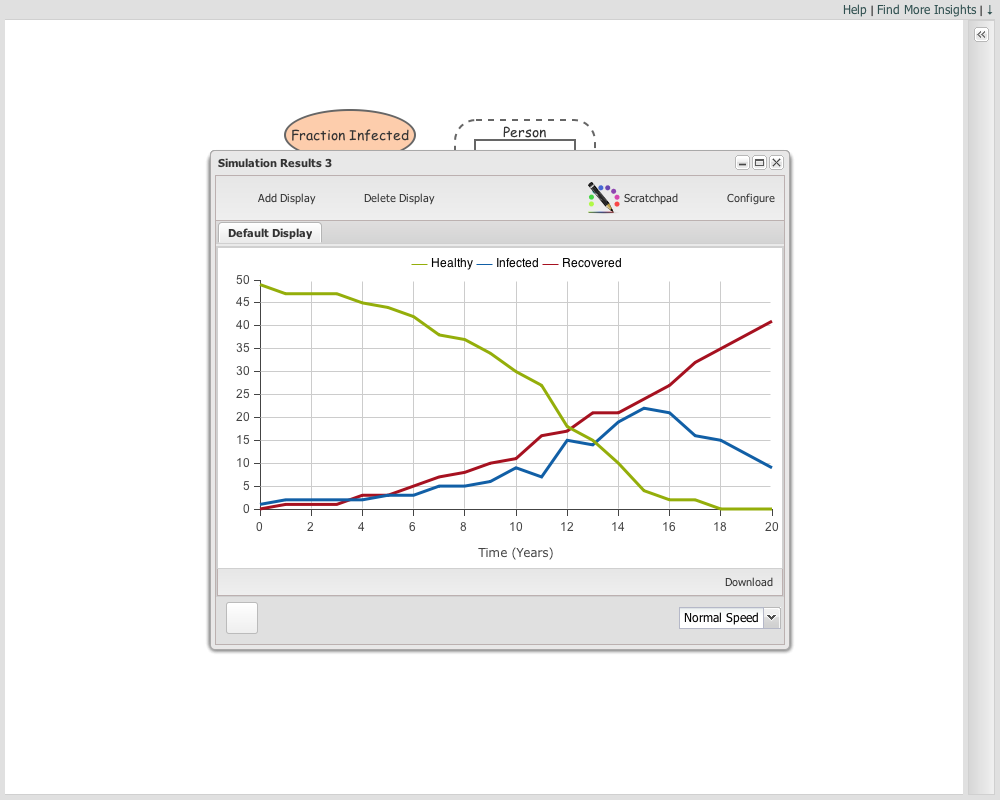 Help | Find More Insights | ↓
Fraction Infected
Person
Simulation Results 3
Add Display Delete Display Scratchpad Configure
Default Display
Healthy Infected Recovered
50
45
40
35
30
25
20
15
10
5
0
0 2 4 6 8 10 12 14 16 18 20
Time (Years)
Download
Normal Speed